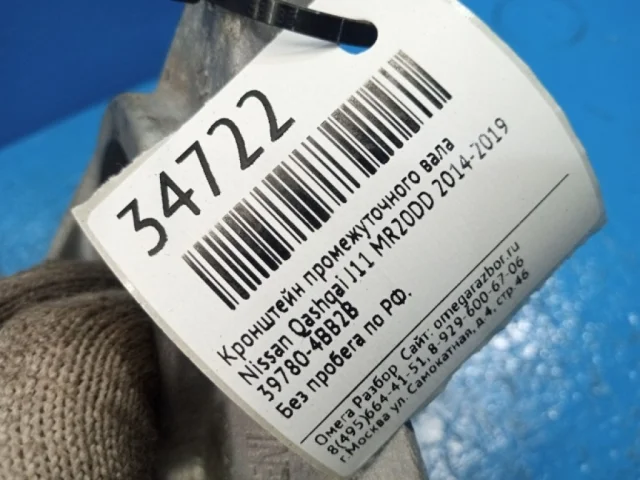 34722
Кронштейн промежуточного вала
Nissan Qashqai J11 MR20DD 2014-2019
39780-4BB2B
Без пробега по РФ.
Омега Разбор Сайт: omegarazbor.ru
8(495)664-41-51,8-929-600-67-06
г.Москва ул. Самокатная, д 4, стр.46